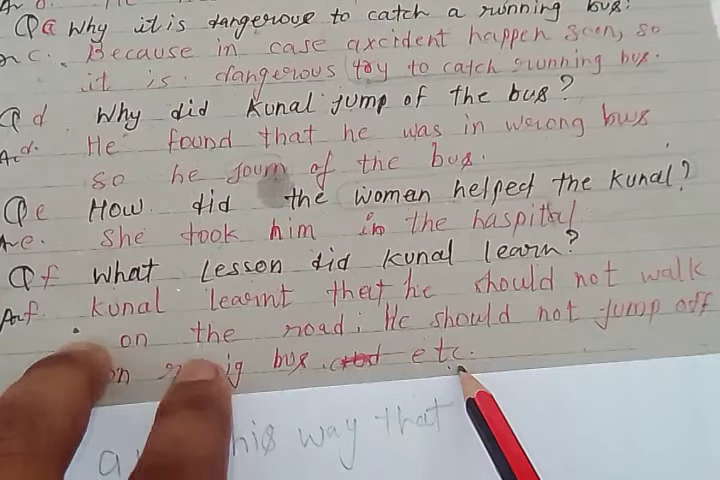 Q G Why it is dangerous to catch a running bus?
c. Because in case axcident happen soon, so
it is dangerous toy to catch running bus.
Q d Why did Kunal jump of the bus?
A d. He found that he was in wrong bus
so he joum of the bus.
Q e How did the women helped the kunal?
A e. She took him in the haspital
Q f What Lesson did kunal learn?
A f. kunal learnt that he should not walk
on the road. He should not jump off
bus etc.
his way that